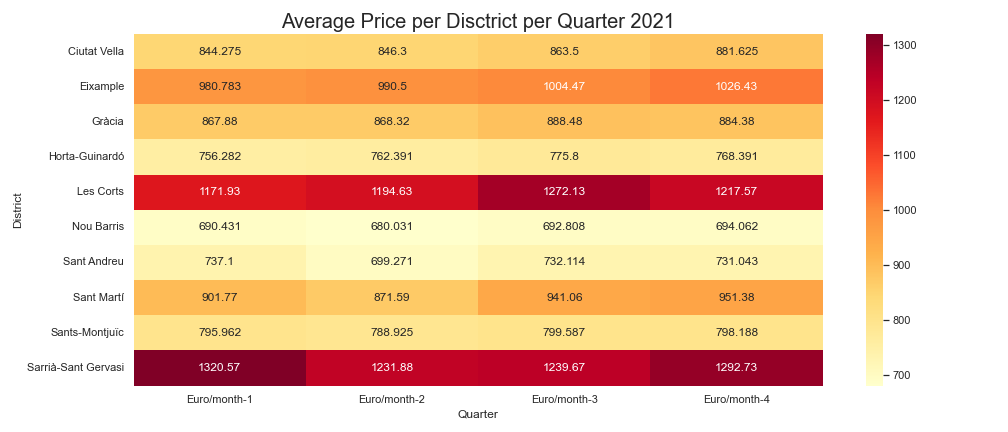 Average Price per Disctrict per Quarter 2021
District
Ciutat Vella 844.275 846.3 863.5 881.625
Eixample 980.783 990.5 1004.47 1026.43
Gràcia 867.88 868.32 888.48 884.38
Horta-Guinardó 756.282 762.391 775.8 768.391
Les Corts 1171.93 1194.63 1272.13 1217.57
Nou Barris 690.431 680.031 692.808 694.062
Sant Andreu 737.1 699.271 732.114 731.043
Sant Martí 901.77 871.59 941.06 951.38
Sants-Montjuïc 795.962 788.925 799.587 798.188
Sarrià-Sant Gervasi 1320.57 1231.88 1239.67 1292.73
Euro/month-1 Euro/month-2 Euro/month-3 Euro/month-4
Quarter
1300
1200
1100
1000
900
800
700